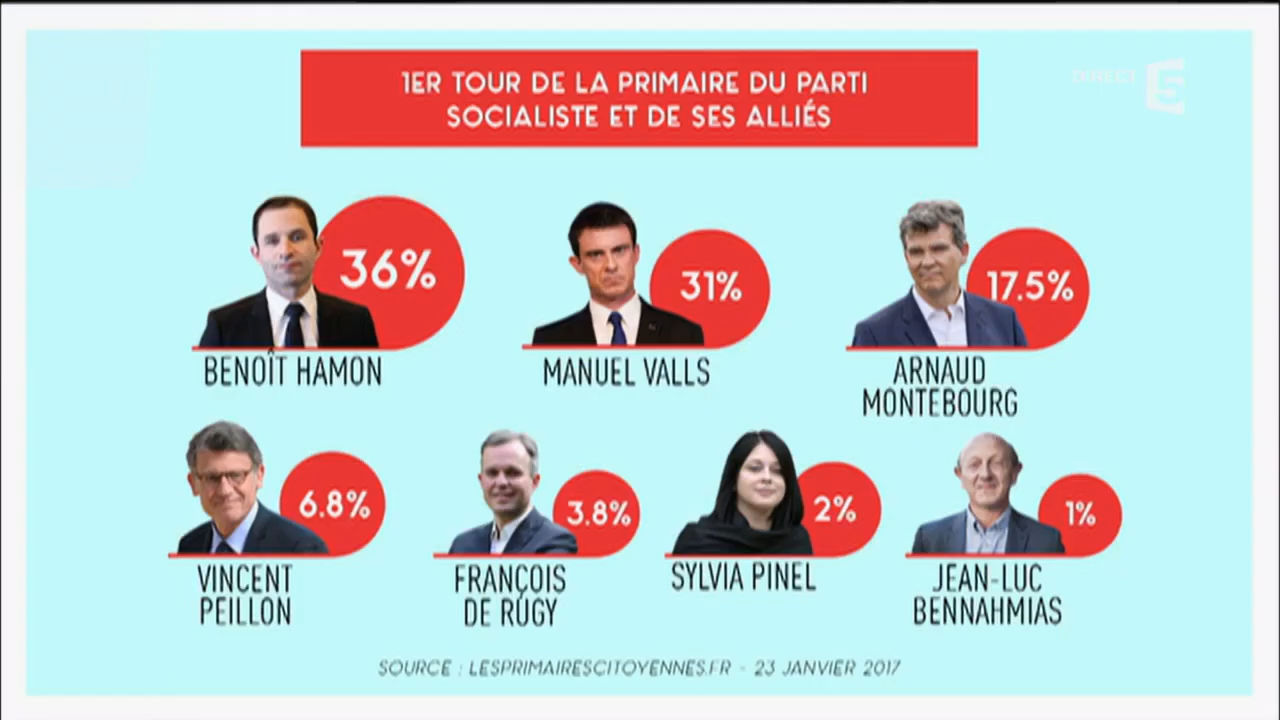 1ER TOUR DE LA PRIMAIRE DU PARTI
SOCIALISTE ET DE SES ALLIÉS
DIRECT 5
36%
31%
17.5%
BENOÎT HAMON
MANUEL VALLS
ARNAUD
MONTEBOURG
6.8%
3.8%
2%
1%
VINCENT
PEILLON
FRANÇOIS
DE RUGY
SYLVIA PINEL
JEAN-LUC
BENNAHMIAS
SOURCE : LESPRIMAIRESCITOYENNES.FR - 23 JANVIER 2017